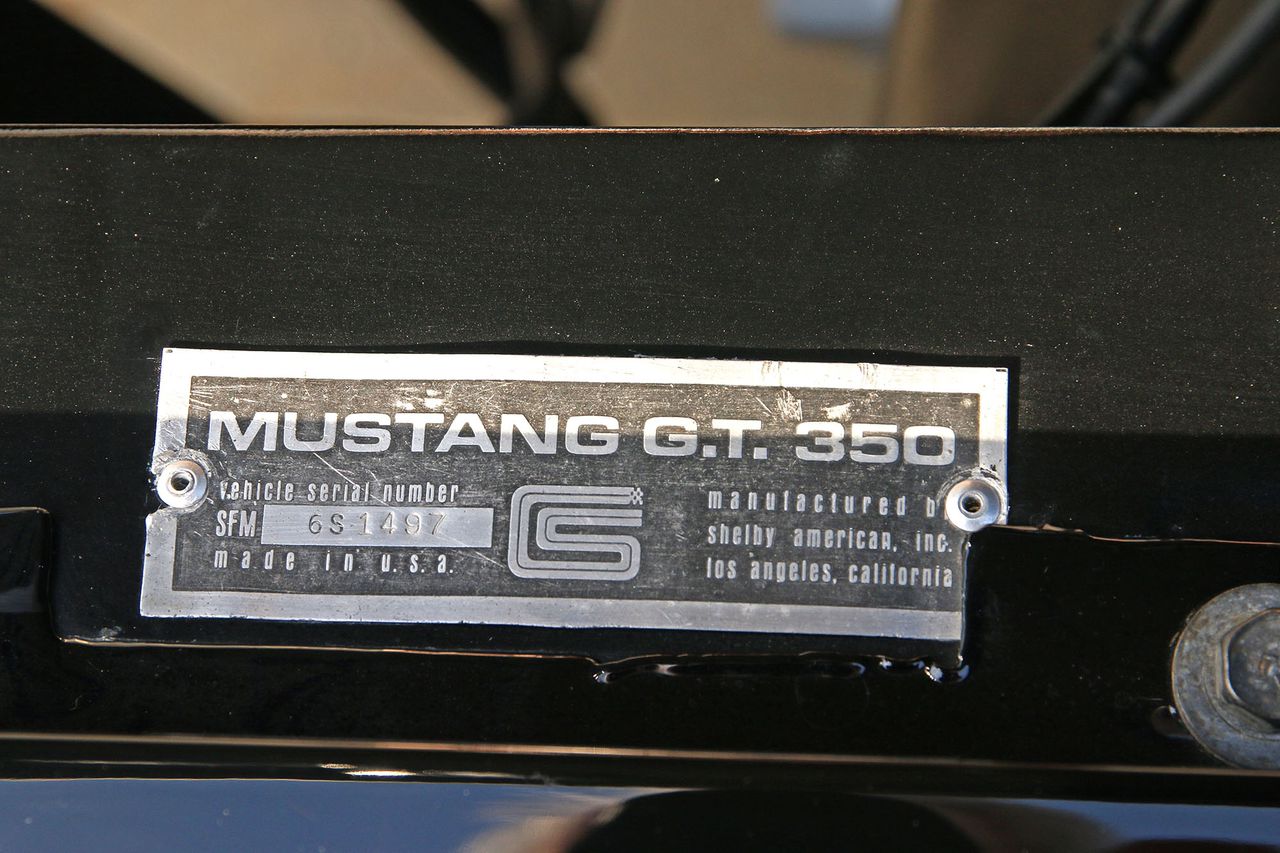 MUSTANG G.T. 350
vehicle serial number
SFM 6S1497
made in u.s.a.
manufactured b
shelby american, inc.
los angeles, california